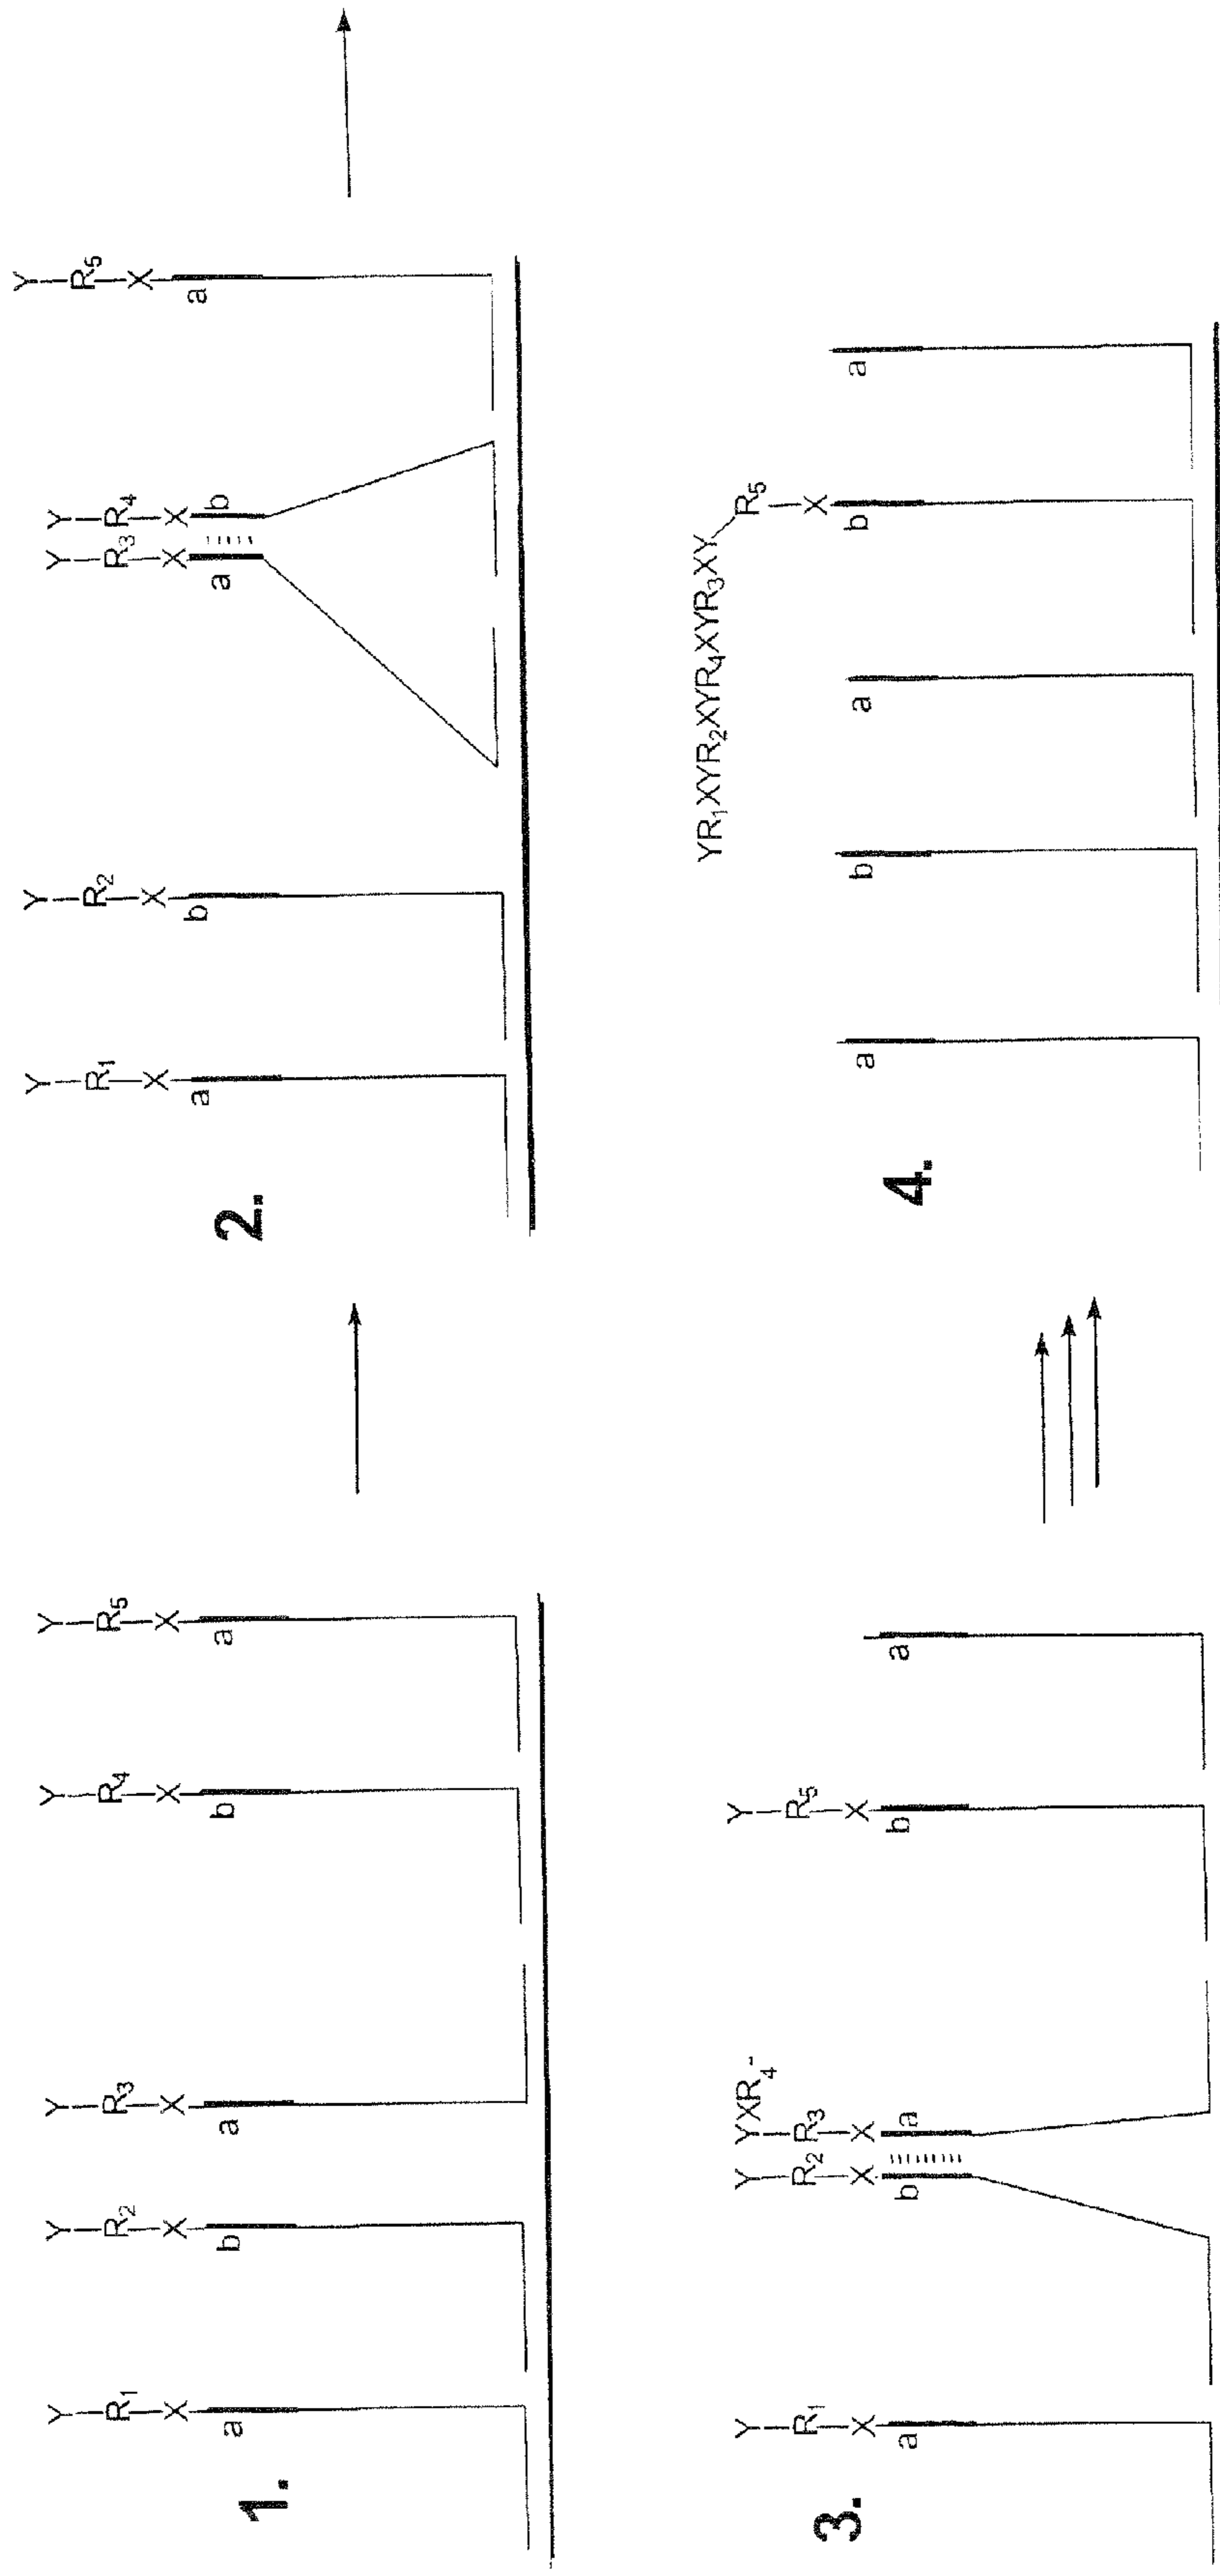 1.
Y Y Y Y Y
R₁ R₂ R₃ R₄ R₅
X X X X X
a b a b a
2.
Y Y Y Y Y
R₁ R₂ R₃ R₄ R₅
X X X X X
a b a b a
3.
Y Y YXR₄- Y
R₁ R₂ R₃ R₅
X X X X
a b a b a
4.
YR₁XYR₂XYR₄XYR₃XY
R₅
X
a b a b a